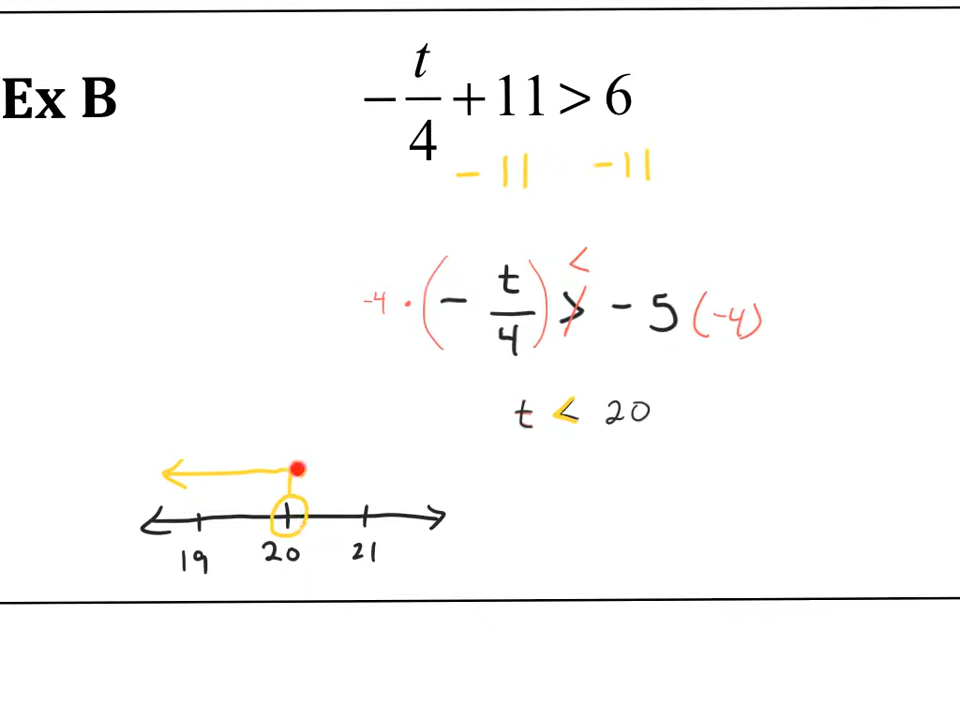 Ex B
-t/4 + 11 > 6
- 11 -11
<
-4 · (- t/4) > - 5 (-4)
t < 20
19 20 21